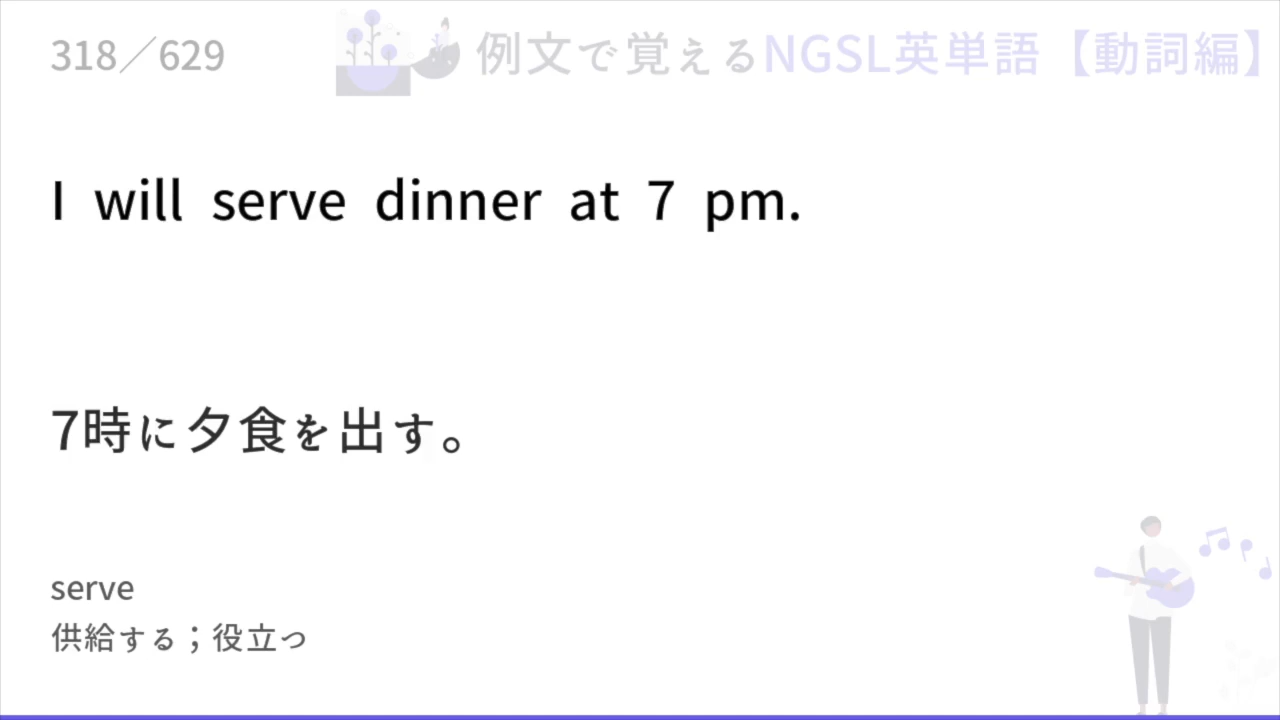 318／629
例文で覚えるNGSL英単語【動詞編】
I will serve dinner at 7 pm.
7時に夕食を出す。
serve
供給する；役立つ